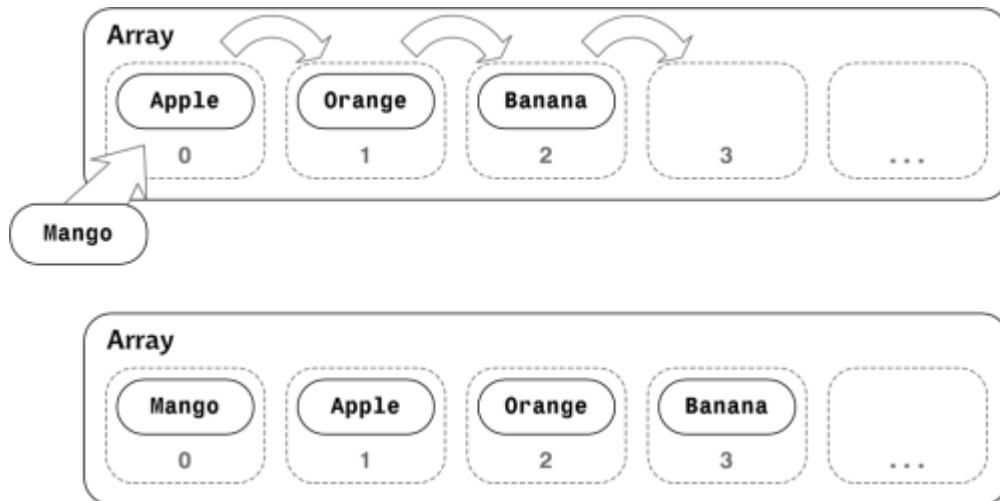 Array
Apple Orange Banana
0 1 2 3 ...
Mango
Array
Mango Apple Orange Banana
0 1 2 3 ...